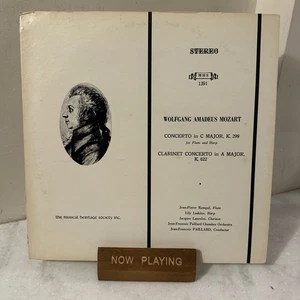 STEREO
MHS
1391
WOLFGANG AMADEUS MOZART
CONCERTO IN C MAJOR, K. 299
for Flute and Harp
CLARINET CONCERTO IN A MAJOR,
K. 622
Jean-Pierre Rampal, Flute
Lily Laskine, Harp
Jacques Lancelot, Clarinet
Jean-François Paillard Chamber Orchestra
Jean-François PAILLARD, Conductor
the musical heritage society inc.
NOW PLAYING